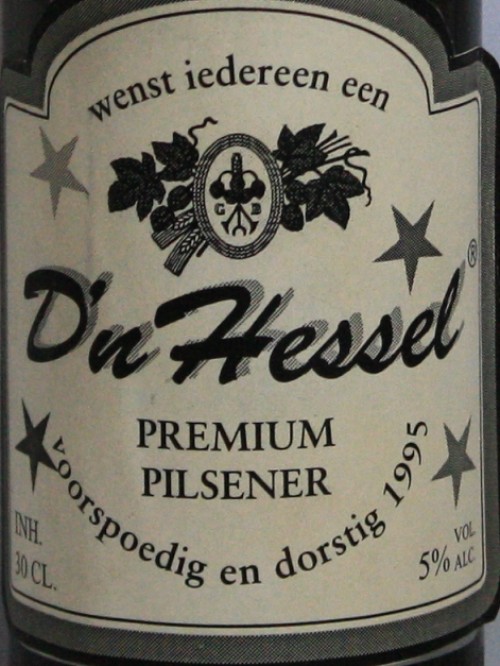 wenst iedereen een
G B
D'n Hessel ®
PREMIUM
PILSENER
voorspoedig en dorstig 1995
INH.
30 CL.
VOL.
5% ALC.